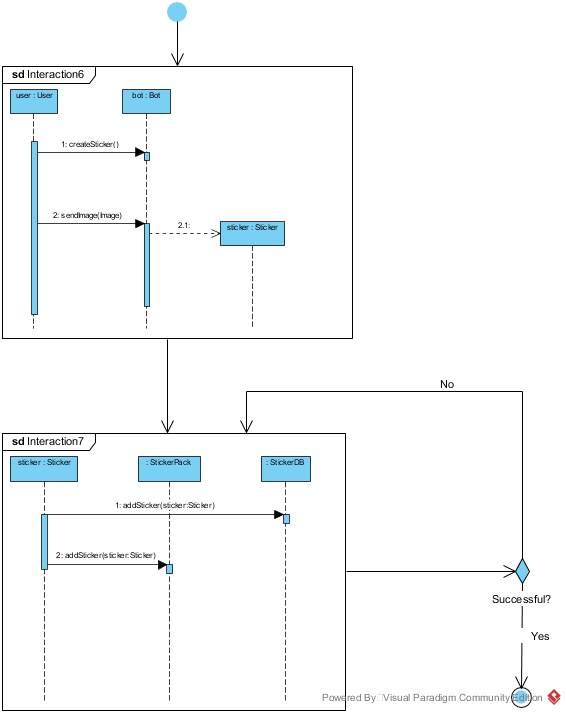 sd Interaction6
user : User
bot : Bot
1: createSticker()
2: sendImage(Image)
2.1:
sticker : Sticker
No
sd Interaction7
sticker : Sticker
: StickerPack
: StickerDB
1: addSticker(sticker:Sticker)
2: addSticker(sticker:Sticker)
Successful?
Yes
Powered By Visual Paradigm Community Edition